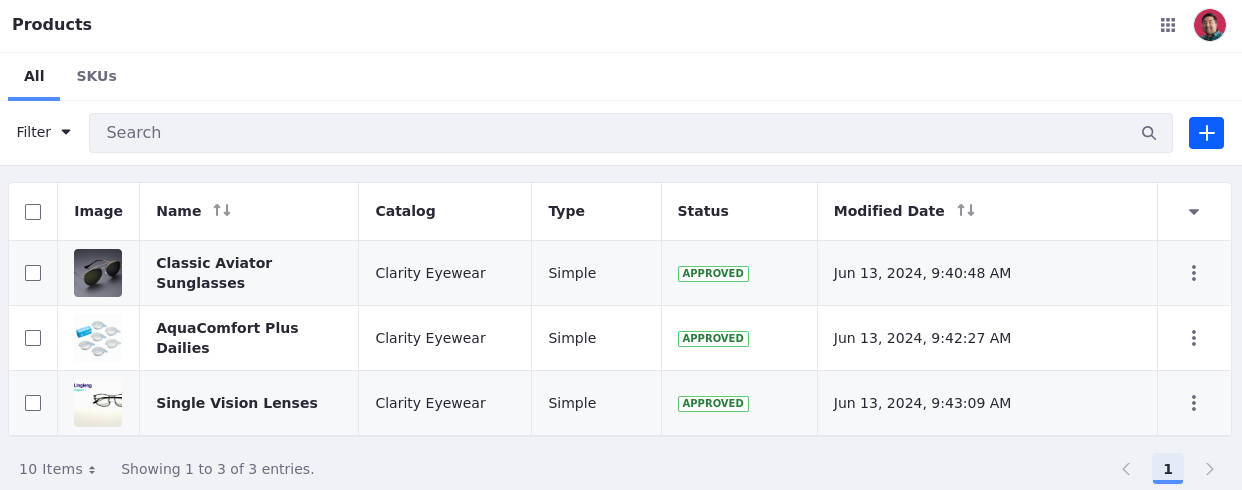 Products
All SKUs
Filter Search
Image Name Catalog Type Status Modified Date
Classic Aviator
Sunglasses Clarity Eyewear Simple APPROVED Jun 13, 2024, 9:40:48 AM
AquaComfort Plus
Dailies Clarity Eyewear Simple APPROVED Jun 13, 2024, 9:42:27 AM
Single Vision Lenses Clarity Eyewear Simple APPROVED Jun 13, 2024, 9:43:09 AM
10 Items Showing 1 to 3 of 3 entries. 1